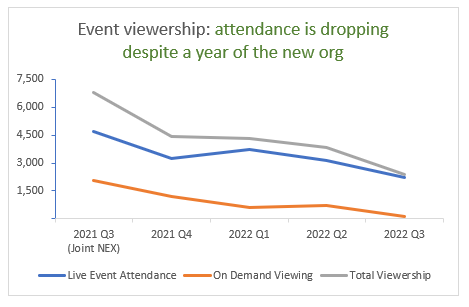 Event viewership: attendance is dropping
despite a year of the new org
7,500
6,000
4,500
3,000
1,500
-
2021 Q3 2021 Q4 2022 Q1 2022 Q2 2022 Q3
(Joint NEX)
Live Event Attendance On Demand Viewing Total Viewership